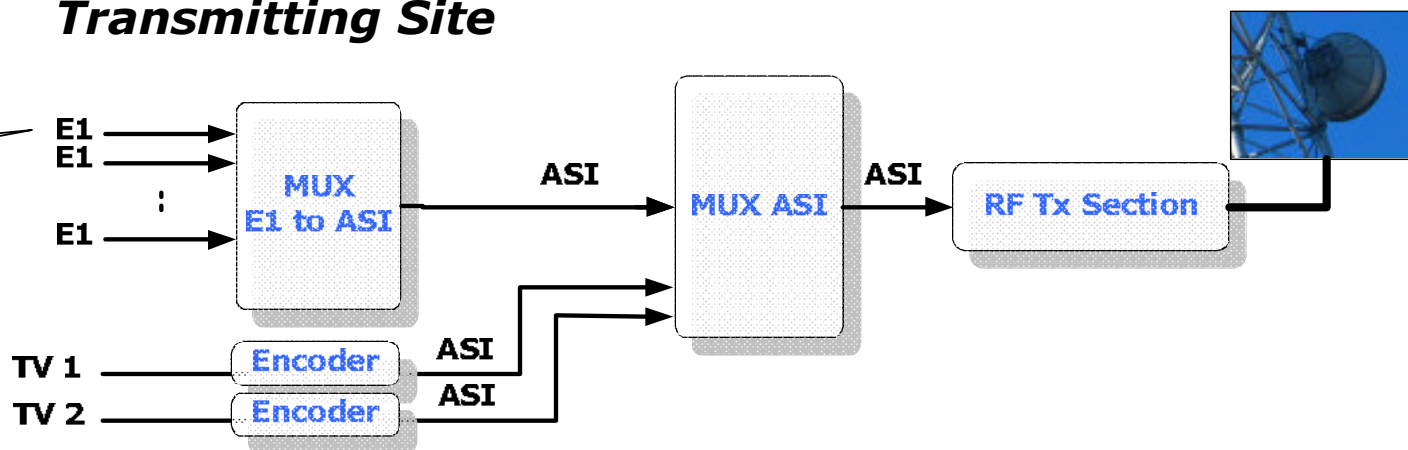 Transmitting Site
E1
E1
E1
MUX
E1 to ASI
ASI
MUX ASI
ASI
RF Tx Section
TV 1
Encoder
ASI
TV 2
Encoder
ASI